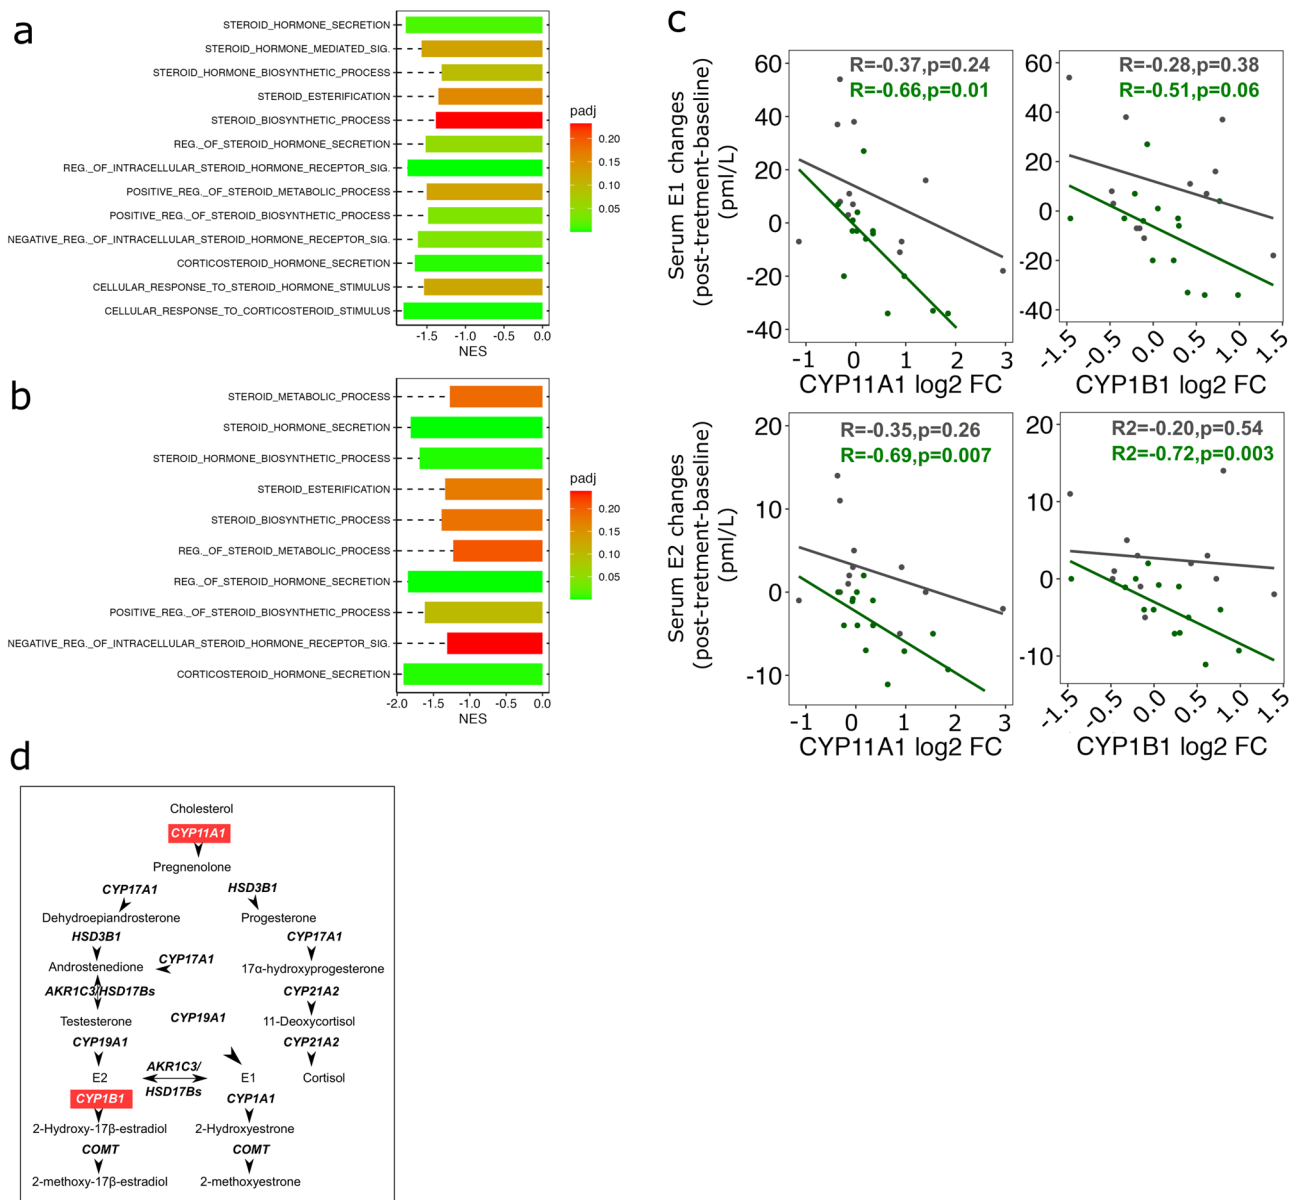 a
STEROID_HORMONE_SECRETION
STEROID_HORMONE_MEDIATED_SIG.
STEROID_HORMONE_BIOSYNTHETIC_PROCESS
STEROID_ESTERIFICATION
STEROID_BIOSYNTHETIC_PROCESS
REG._OF_STEROID_HORMONE_SECRETION
REG._OF_INTRACELLULAR_STEROID_HORMONE_RECEPTOR_SIG.
POSITIVE_REG._OF_STEROID_METABOLIC_PROCESS
POSITIVE_REG._OF_STEROID_BIOSYNTHETIC_PROCESS
NEGATIVE_REG._OF_INTRACELLULAR_STEROID_HORMONE_RECEPTOR_SIG.
CORTICOSTEROID_HORMONE_SECRETION
CELLULAR_RESPONSE_TO_STEROID_HORMONE_STIMULUS
CELLULAR_RESPONSE_TO_CORTICOSTEROID_STIMULUS
-1.5 -1.0 -0.5 0.0
NES
padj
0.20
0.15
0.10
0.05
b
STEROID_METABOLIC_PROCESS
STEROID_HORMONE_SECRETION
STEROID_HORMONE_BIOSYNTHETIC_PROCESS
STEROID_ESTERIFICATION
STEROID_BIOSYNTHETIC_PROCESS
REG._OF_STEROID_METABOLIC_PROCESS
REG._OF_STEROID_HORMONE_SECRETION
POSITIVE_REG._OF_STEROID_BIOSYNTHETIC_PROCESS
NEGATIVE_REG._OF_INTRACELLULAR_STEROID_HORMONE_RECEPTOR_SIG.
CORTICOSTEROID_HORMONE_SECRETION
-2.0 -1.5 -1.0 -0.5 0.0
NES
padj
0.20
0.15
0.10
0.05
c
Serum E1 changes
(post-tretment-baseline)
(pml/L)
60
40
20
0
-20
-40
R=-0.37,p=0.24
R=-0.66,p=0.01
-1 0 1 2 3
CYP11A1 log2 FC
60
40
20
0
-20
-40
R=-0.28,p=0.38
R=-0.51,p=0.06
-1.5 -0.5 0.0 0.5 1.0 1.5
CYP1B1 log2 FC
Serum E2 changes
(post-tretment-baseline)
(pml/L)
20
10
0
-10
R=-0.35,p=0.26
R=-0.69,p=0.007
-1 0 1 2 3
CYP11A1 log2 FC
20
10
0
-10
R2=-0.20,p=0.54
R2=-0.72,p=0.003
-1.5 -0.5 0.0 0.5 1.0 1.5
CYP1B1 log2 FC
d
Cholesterol
CYP11A1
Pregnenolone
CYP17A1 HSD3B1
Dehydroepiandrosterone Progesterone
HSD3B1 CYP17A1
CYP17A1
Androstenedione 17α-hydroxyprogesterone
AKR1C3/HSD17Bs CYP21A2
Testesterone CYP19A1 11-Deoxycortisol
CYP19A1 CYP21A2
AKR1C3/
E2 E1 Cortisol
HSD17Bs
CYP1B1 CYP1A1
2-Hydroxy-17β-estradiol 2-Hydroxyestrone
COMT COMT
2-methoxy-17β-estradiol 2-methoxyestrone